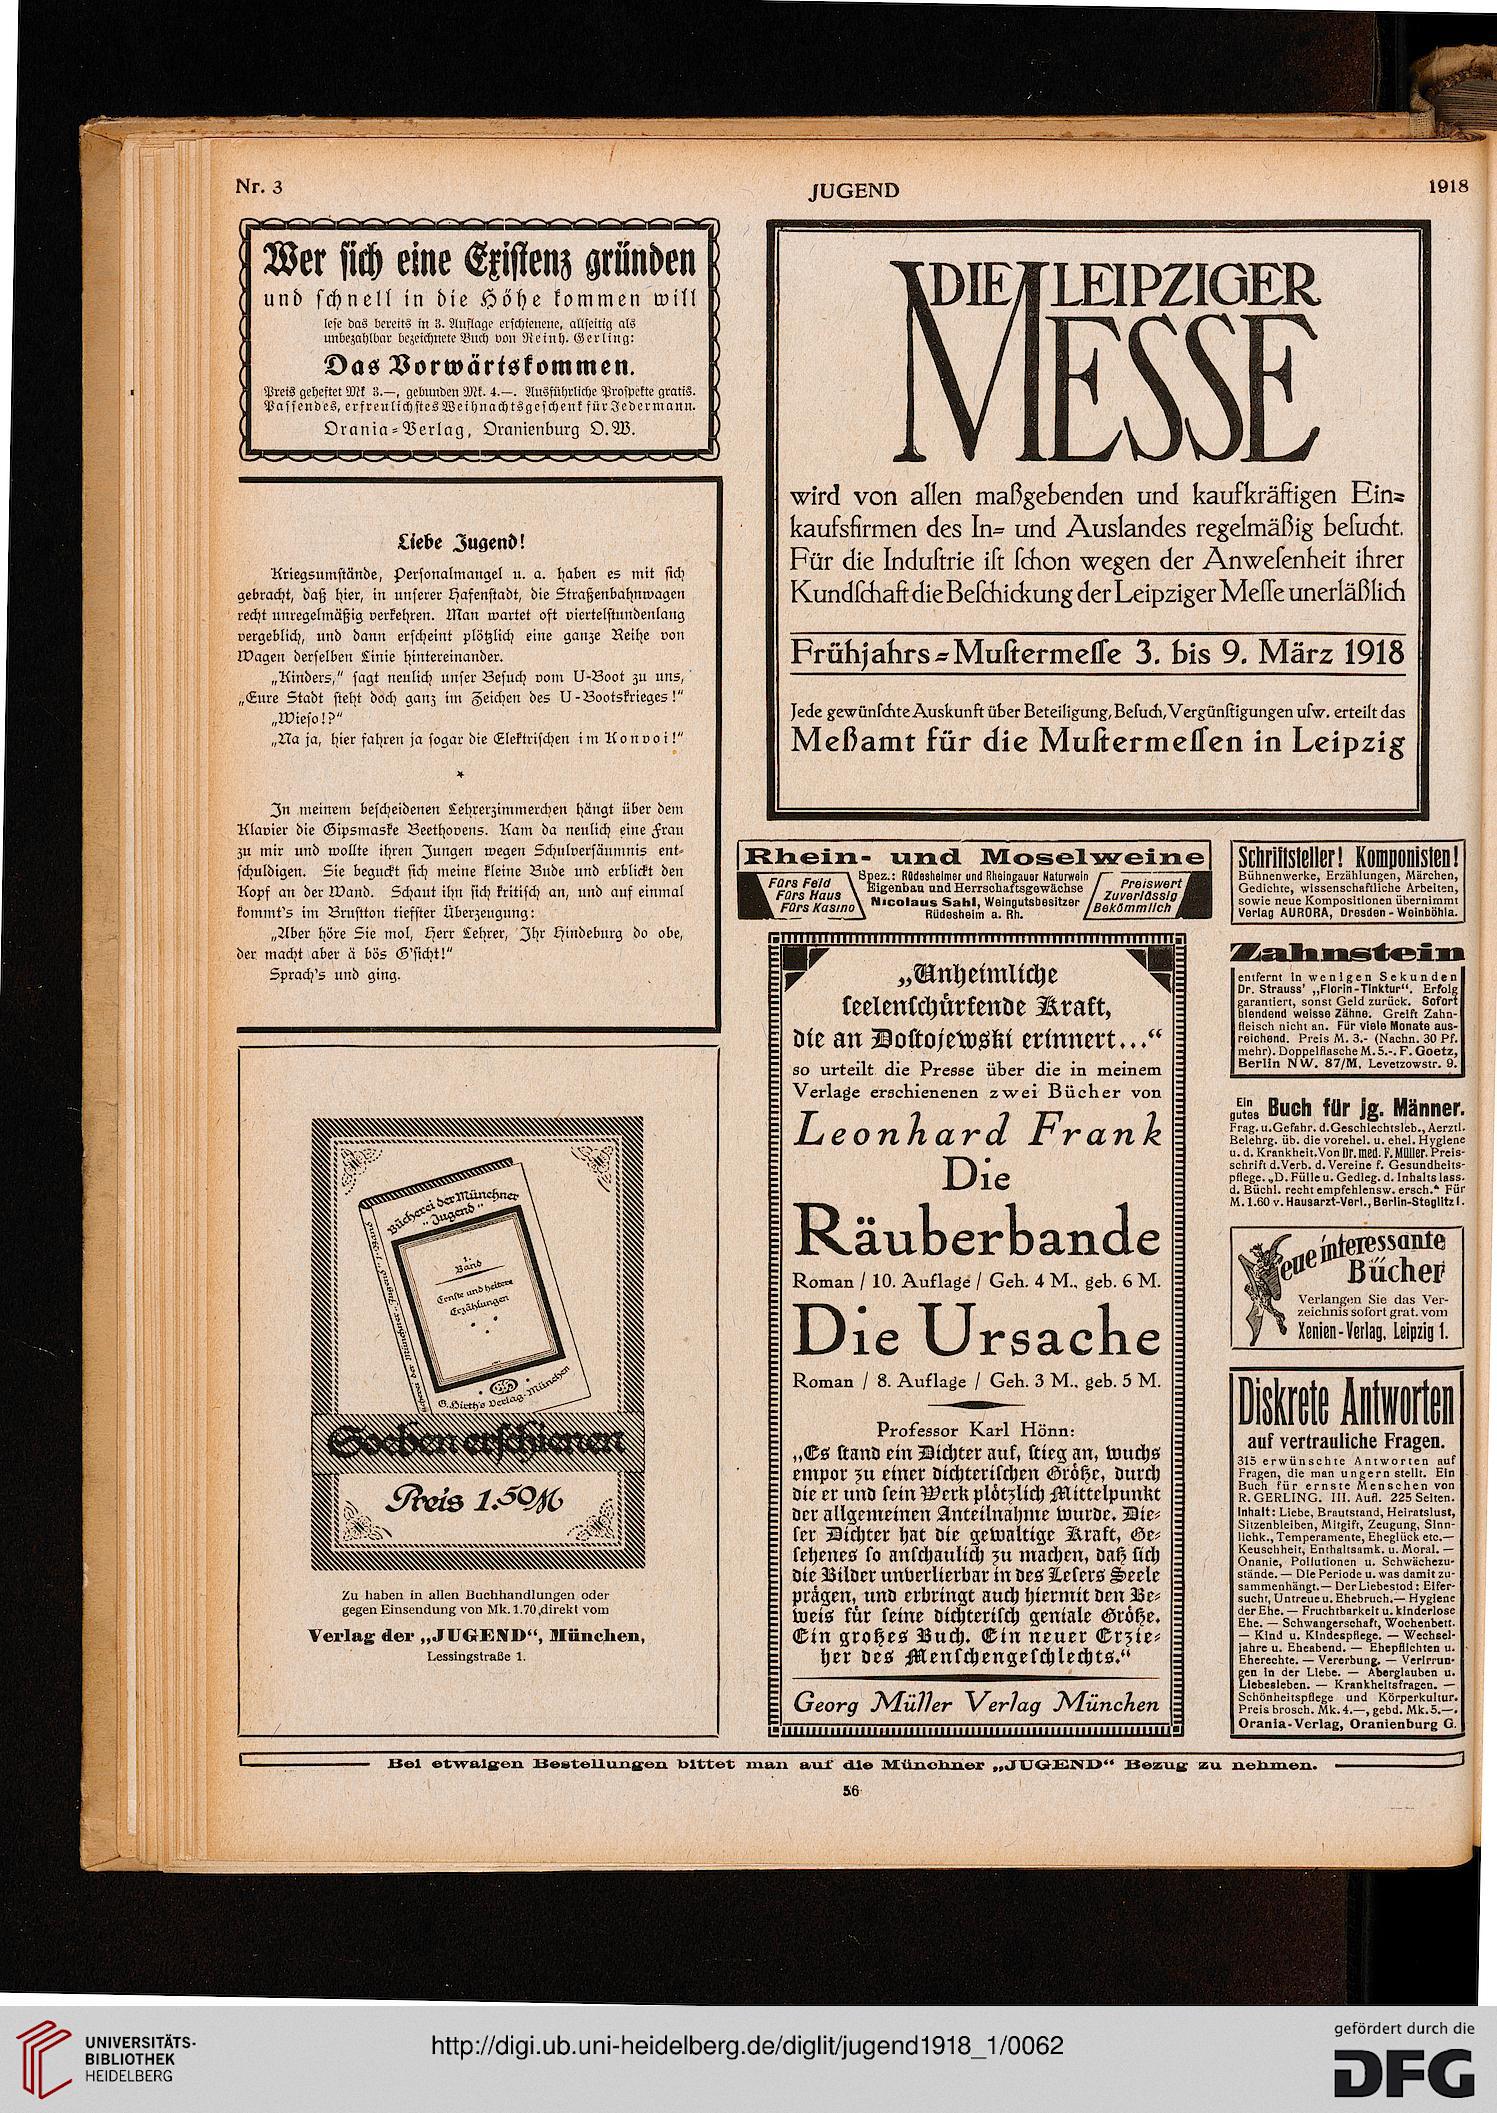 Nr. 3
JUGEND
1918
Wer sich eine Existenz gründen
und schnell in die Höhe kommen will
lese das bereits in 3. Auflage erschienene, allseitig als
unbezahlbar bezeichnete Buch von Reinh. Gerling:
Das Vorwärtskommen.
Preis geheftet Mk 3.—, gebunden Mk. 4.—. Ausführliche Prospekte gratis.
Passendes, erfreulichstes Weihnachtsgeschenk für Jedermann.
Orania-Verlag, Oranienburg O.W.
Liebe Jugend!
Kriegsumstände, Personalmangel u. a. haben es mit sich
gebracht, daß hier, in unserer Hafenstadt, die Straßenbahnwagen
recht unregelmäßig verkehren. Man wartet oft viertelstundenlang
vergeblich, und dann erscheint plötzlich eine ganze Reihe von
Wagen derselben Linie hintereinander.
„Kinders,“ sagt neulich unser Besuch vom U-Boot zu uns,
„Eure Stadt steht doch ganz im Zeichen des U-Bootskrieges!“
„Wieso!?“
„Na ja, hier fahren ja sogar die Elektrischen im Konvoi!“
*
In meinem bescheidenen Lehrerzimmerchen hängt über dem
Klavier die Gipsmaske Beethovens. Kam da neulich eine Frau
zu mir und wollte ihren Jungen wegen Schulversäumnis ent-
schuldigen. Sie beguckt sich meine kleine Bude und erblickt den
Kopf an der Wand. Schaut ihn sich kritisch an, und auf einmal
kommt's im Brustton tiefster Überzeugung:
„Aber höre Sie mol, Herr Lehrer, Ihr Hindeburg do obe,
der macht aber ä bös G'sicht!“
Sprach's und ging.
Bücherei der Münchner
"Jugend"
1.
Band
Ernste und heitere
Erzählungen
G. Hirth's Verlag-München
Soeben erschienen
Preis 1.50 M
Zu haben in allen Buchhandlungen oder
gegen Einsendung von Mk. 1.70, direkt vom
Verlag der „JUGEND“, München,
Lessingstraße 1.
DIE LEIPZIGER
MESSE
wird von allen maßgebenden und kaufkräftigen Ein-
kaufsfirmen des In- und Auslandes regelmäßig besucht.
Für die Industrie ist schon wegen der Anwesenheit ihrer
Kundschaft die Beschickung der Leipziger Messe unerläßlich
Frühjahrs-Mustermesse 3. bis 9. März 1918
Jede gewünschte Auskunft über Beteiligung, Besuch, Vergünstigungen usw. erteilt das
Meßamt für die Mustermessen in Leipzig
Rhein- und Moselweine
Fürs Feld
Fürs Haus
Fürs Kasino
Spez.: Rüdesheimer und Rheingauer Naturwein
Eigenbau und Herrschaftsgewächse
Nicolaus Sahl, Weingutsbesitzer
Rüdesheim a. Rh.
Preiswert
Zuverlässig
Bekömmlich
„Unheimliche
seelenschürfende Kraft,
die an Dostojewski erinnert...“
so urteilt die Presse über die in meinem
Verlage erschienenen zwei Bücher von
Leonhard Frank
Die
Räuberbande
Roman / 10. Auflage / Geh. 4 M., geb. 6 M.
Die Ursache
Roman / 8. Auflage / Geh. 3 M., geb. 5 M.
Professor Karl Hönn:
„Es stand ein Dichter auf, stieg an, wuchs
empor zu einer dichterischen Größe, durch
die er und sein Werk plötzlich Mittelpunkt
der allgemeinen Anteilnahme wurde. Die-
ser Dichter hat die gewaltige Kraft, Ge-
sehenes so anschaulich zu machen, daß sich
die Bilder unverlierbar in des Lesers Seele
prägen, und erbringt auch hiermit den Be-
weis für seine dichterisch geniale Größe.
Ein großes Buch. Ein neuer Erzie-
her des Menschengeschlechts.“
Georg Müller Verlag München
Schriftsteller! Komponisten!
Bühnenwerke, Erzählungen, Märchen,
Gedichte, wissenschaftliche Arbeiten,
sowie neue Kompositionen übernimmt
Verlag AURORA, Dresden-Weinböhla.
Zahnstein
entfernt in wenigen Sekunden
Dr. Strauss' „Florin-Tinktur“. Erfolg
garantiert, sonst Geld zurück. Sofort
blendend weisse Zähne. Greift Zahn-
fleisch nicht an. Für viele Monate aus-
reichend. Preis M. 3.- (Nachn. 30 Pf.
mehr). Doppelflasche M. 5.-. F. Goetz,
Berlin NW. 87/M, Levetzowstr. 9.
Ein gutes Buch für jg. Männer.
Frag. u. Gefahr. d. Geschlechtsleb., Aerztl.
Belehrg. üb. die vorehel. u. ehel. Hygiene
u. d. Krankheit. Von Dr. med. F. Müller. Preis-
schrift d. Verb. d. Vereine f. Gesundheits-
pflege. „D. Fülle u. Gedieg. d. Inhalts lass.
d. Büchl. recht empfehlensw. ersch.“ Für
M. 1.60 v. Hausarzt-Verl., Berlin-Steglitz I.
Neue interessante
Bücher
Verlangen Sie das Ver-
zeichnis sofort grat. vom
Xenien-Verlag, Leipzig 1.
Diskrete Antworten
auf vertrauliche Fragen.
315 erwünschte Antworten auf
Fragen, die man ungern stellt. Ein
Buch für ernste Menschen von
R. GERLING. III. Aufl. 225 Seiten.
Inhalt: Liebe, Brautstand, Heiratslust,
Sitzenbleiben, Mitgift, Zeugung, Sinn-
lichk., Temperamente, Eheglück etc.—
Keuschheit, Enthaltsamk. u. Moral. —
Onanie, Pollutionen u. Schwächezu-
stände. — Die Periode u. was damit zu-
sammenhängt.— Der Liebestod: Eifer-
sucht, Untreue u. Ehebruch.— Hygiene
der Ehe. — Fruchtbarkeit u. kinderlose
Ehe. — Schwangerschaft, Wochenbett.
— Kind u. Kindespflege. — Wechsel-
jahre u. Eheabend. — Ehepflichten u.
Eherechte. — Vererbung. — Verirrun-
gen in der Liebe. — Aberglauben u.
Liebesleben. — Krankheitsfragen. —
Schönheitspflege und Körperkultur.
Preis brosch. Mk. 4.—, gebd. Mk. 5.—.
Orania-Verlag, Oranienburg G.
Bei etwaigen Bestellungen bittet man auf die Münchner „JUGEND“ Bezug zu nehmen.
56
UNIVERSITÄTS-
BIBLIOTHEK
HEIDELBERG
http://digi.ub.uni-heidelberg.de/diglit/jugend1918_1/0062
gefördert durch die
DFG